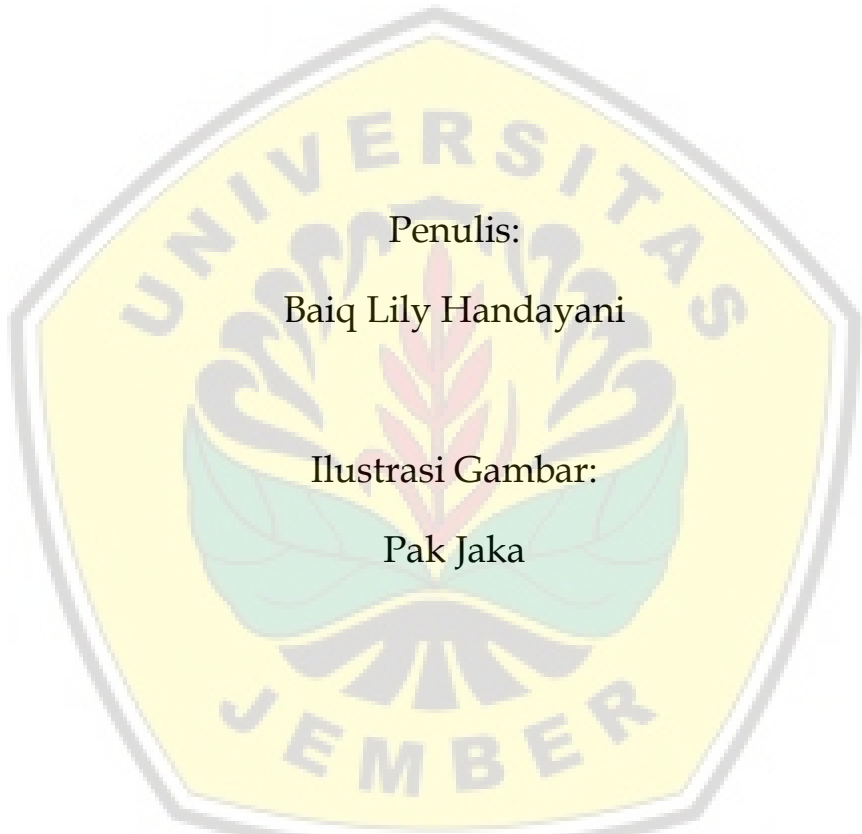 UNIVERSITAS
Penulis:
Baiq Lily Handayani
Ilustrasi Gambar:
Pak Jaka
JEMBER